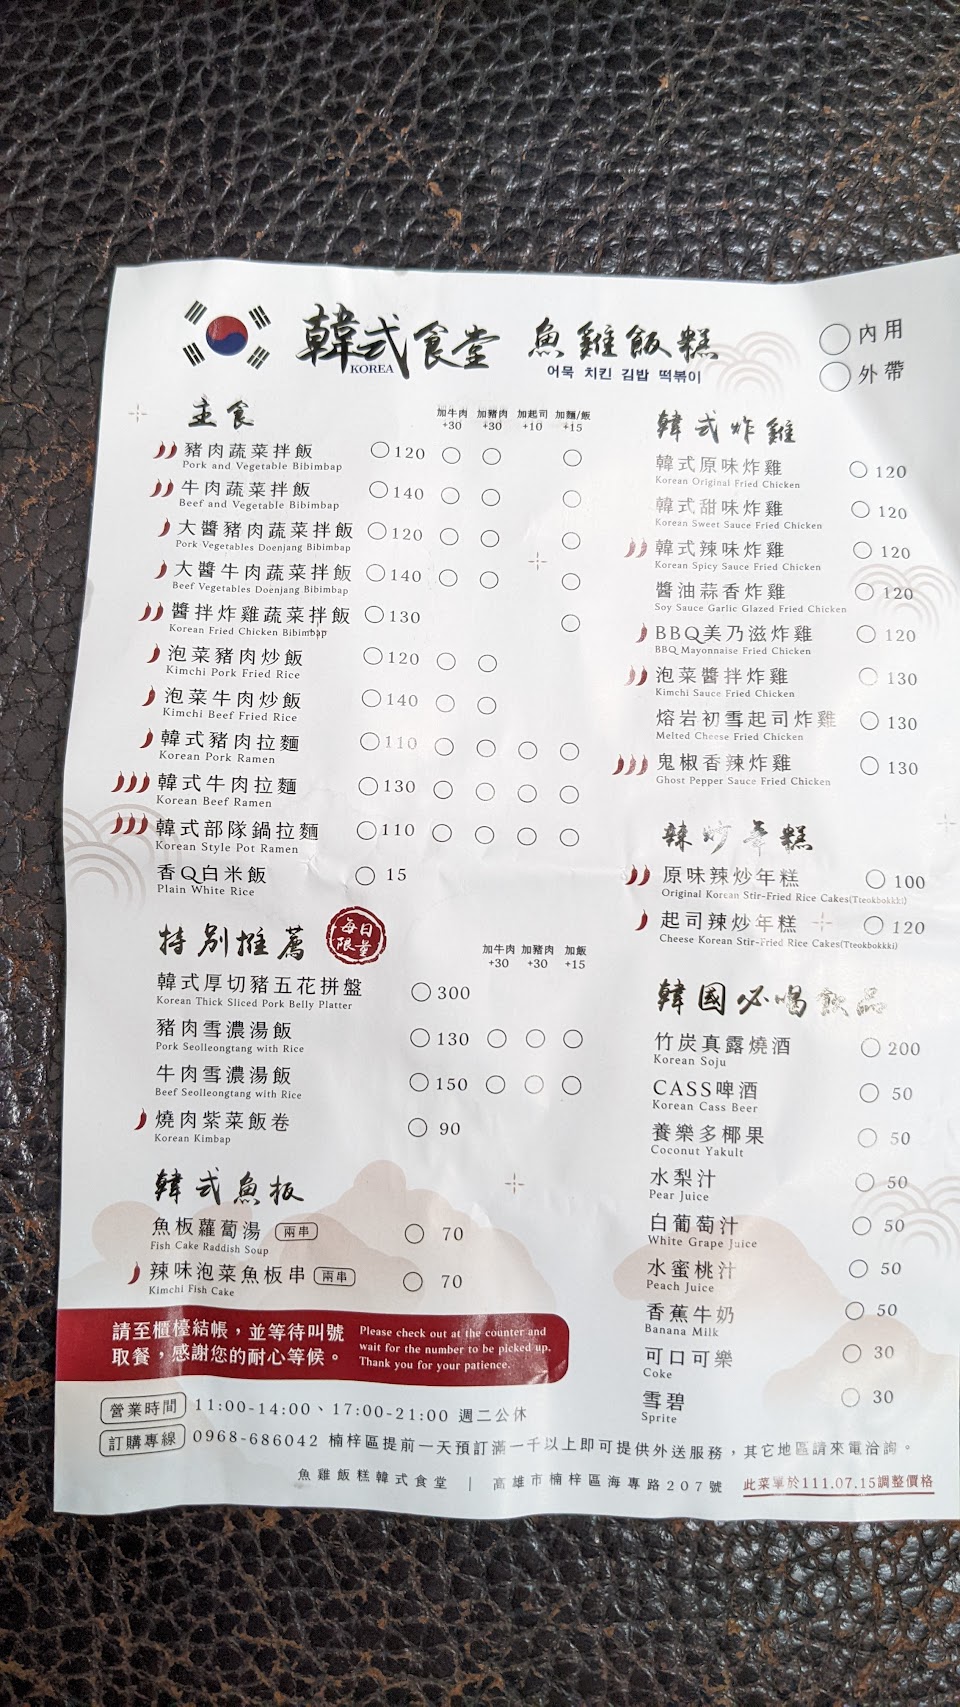 韓式食堂 魚雞飯糕
KOREA
어묵 치킨 김밥 떡볶이
內用
外帶
主食
加牛肉 加豬肉 加起司 加麵/飯
+30 +30 +10 +15
豬肉蔬菜拌飯 120
Pork and Vegetable Bibimbap
牛肉蔬菜拌飯 140
Beef and Vegetable Bibimbap
大醬豬肉蔬菜拌飯 120
Pork Vegetables Doenjang Bibimbap
大醬牛肉蔬菜拌飯 140
Beef Vegetables Doenjang Bibimbap
醬拌炸雞蔬菜拌飯 130
Korean Fried Chicken Bibimbap
泡菜豬肉炒飯 120
Kimchi Pork Fried Rice
泡菜牛肉炒飯 140
Kimchi Beef Fried Rice
韓式豬肉拉麵 110
Korean Pork Ramen
韓式牛肉拉麵 130
Korean Beef Ramen
韓式部隊鍋拉麵 110
Korean Style Pot Ramen
香Q白米飯 15
Plain White Rice
特別推薦
每日
限量
加牛肉 加豬肉 加飯
+30 +30 +15
韓式厚切豬五花拼盤 300
Korean Thick Sliced Pork Belly Platter
豬肉雪濃湯飯 130
Pork Seolleongtang with Rice
牛肉雪濃湯飯 150
Beef Seolleongtang with Rice
燒肉紫菜飯卷 90
Korean Kimbap
韓式魚板
魚板蘿蔔湯 兩串 70
Fish Cake Raddish Soup
辣味泡菜魚板串 兩串 70
Kimchi Fish Cake
韓式炸雞
韓式原味炸雞 120
Korean Original Fried Chicken
韓式甜味炸雞 120
Korean Sweet Sauce Fried Chicken
韓式辣味炸雞 120
Korean Spicy Sauce Fried Chicken
醬油蒜香炸雞 120
Soy Sauce Garlic Glazed Fried Chicken
BBQ美乃滋炸雞 120
BBQ Mayonnaise Fried Chicken
泡菜醬拌炸雞 130
Kimchi Sauce Fried Chicken
熔岩初雪起司炸雞 130
Melted Cheese Fried Chicken
鬼椒香辣炸雞 130
Ghost Pepper Sauce Fried Chicken
辣炒年糕
原味辣炒年糕 100
Original Korean Stir-Fried Rice Cakes(Tteokbokkki)
起司辣炒年糕 120
Cheese Korean Stir-Fried Rice Cakes(Tteokbokkki)
韓國必喝飲品
竹炭真露燒酒 200
Korean Soju
CASS啤酒 50
Korean Cass Beer
養樂多椰果 50
Coconut Yakult
水梨汁 50
Pear Juice
白葡萄汁 50
White Grape Juice
水蜜桃汁 50
Peach Juice
香蕉牛奶 50
Banana Milk
可口可樂 30
Coke
雪碧 30
Sprite
請至櫃檯結帳，並等待叫號
取餐，感謝您的耐心等候。
Please check out at the counter and
wait for the number to be picked up.
Thank you for your patience.
營業時間 11:00-14:00、17:00-21:00 週二公休
訂購專線 0968-686042 楠梓區提前一天預訂滿一千以上即可提供外送服務，其它地區請來電洽詢。
魚雞飯糕韓式食堂 | 高雄市楠梓區海專路207號
此菜單於111.07.15調整價格